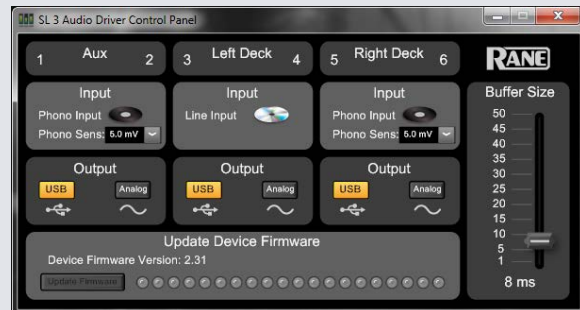 SL 3 Audio Driver Control Panel
1 Aux 2
3 Left Deck 4
5 Right Deck 6
RANE
Input
Phono Input
Phono Sens: 5.0 mV
Input
Line Input
Input
Phono Input
Phono Sens: 5.0 mV
Output
USB Analog
Output
USB Analog
Output
USB Analog
Update Device Firmware
Device Firmware Version: 2.31
Update Firmware
Buffer Size
50
45
40
35
30
25
20
15
10
5
1
8 ms